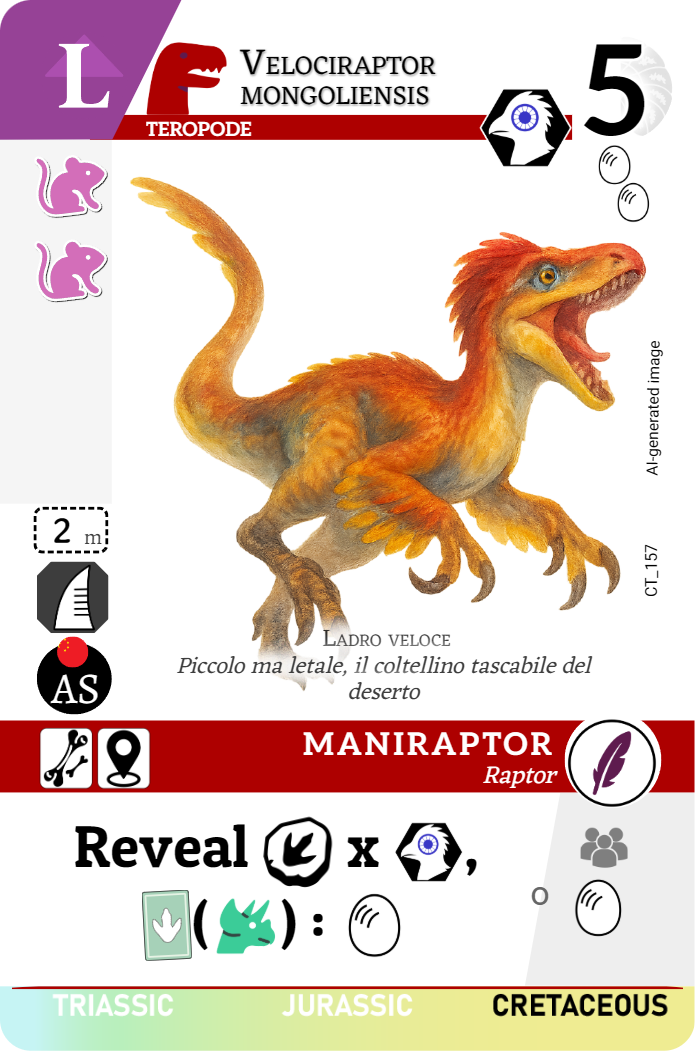 L
Velociraptor
mongoliensis
5
TEROPODE
AI-generated image
2 m
CT_157
AS
Ladro veloce
Piccolo ma letale, il coltellino tascabile del
deserto
MANIRAPTOR
Raptor
Reveal x ,
( ) :
O
TRIASSIC JURASSIC CRETACEOUS